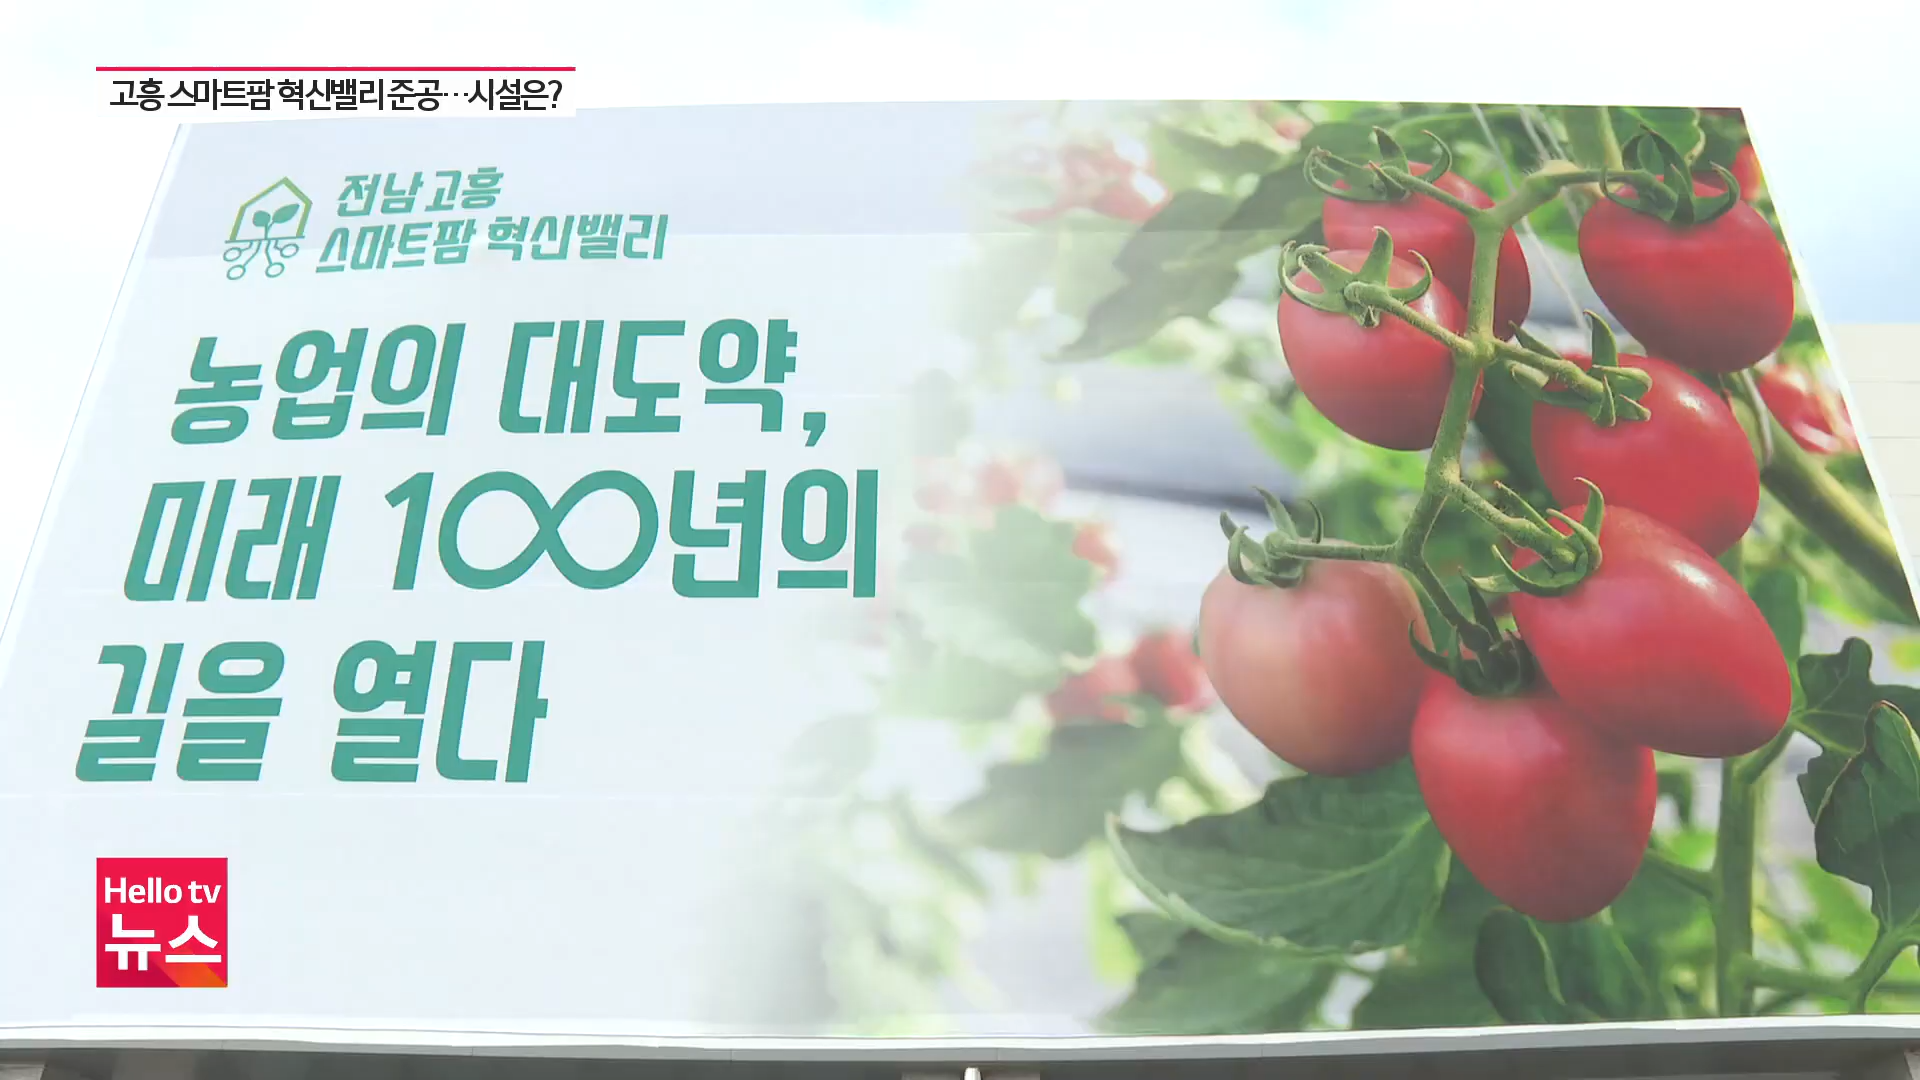 고흥 스마트팜 혁신밸리 준공…시설은?
전남고흥
스마트팜 혁신밸리
농업의 대도약,
미래 100년의
길을 열다
Hello tv
뉴스